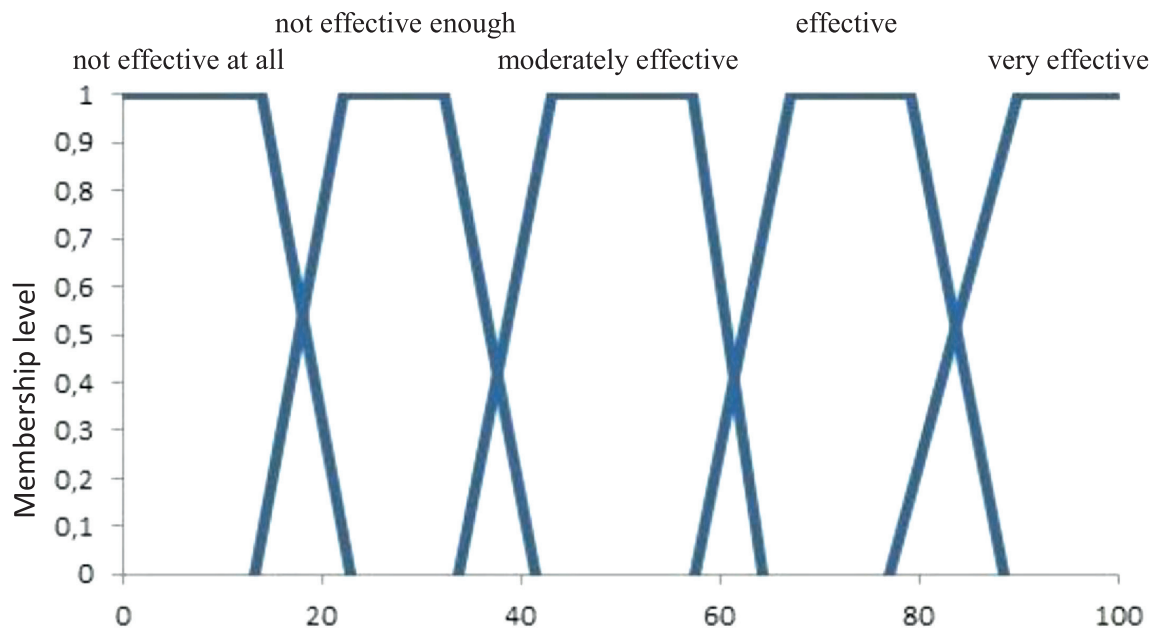 not effective enough
effective
not effective at all
moderately effective
very effective
1
0,9
0,8
0,7
0,6
0,5
0,4
0,3
0,2
0,1
0
Membership level
0
20
40
60
80
100